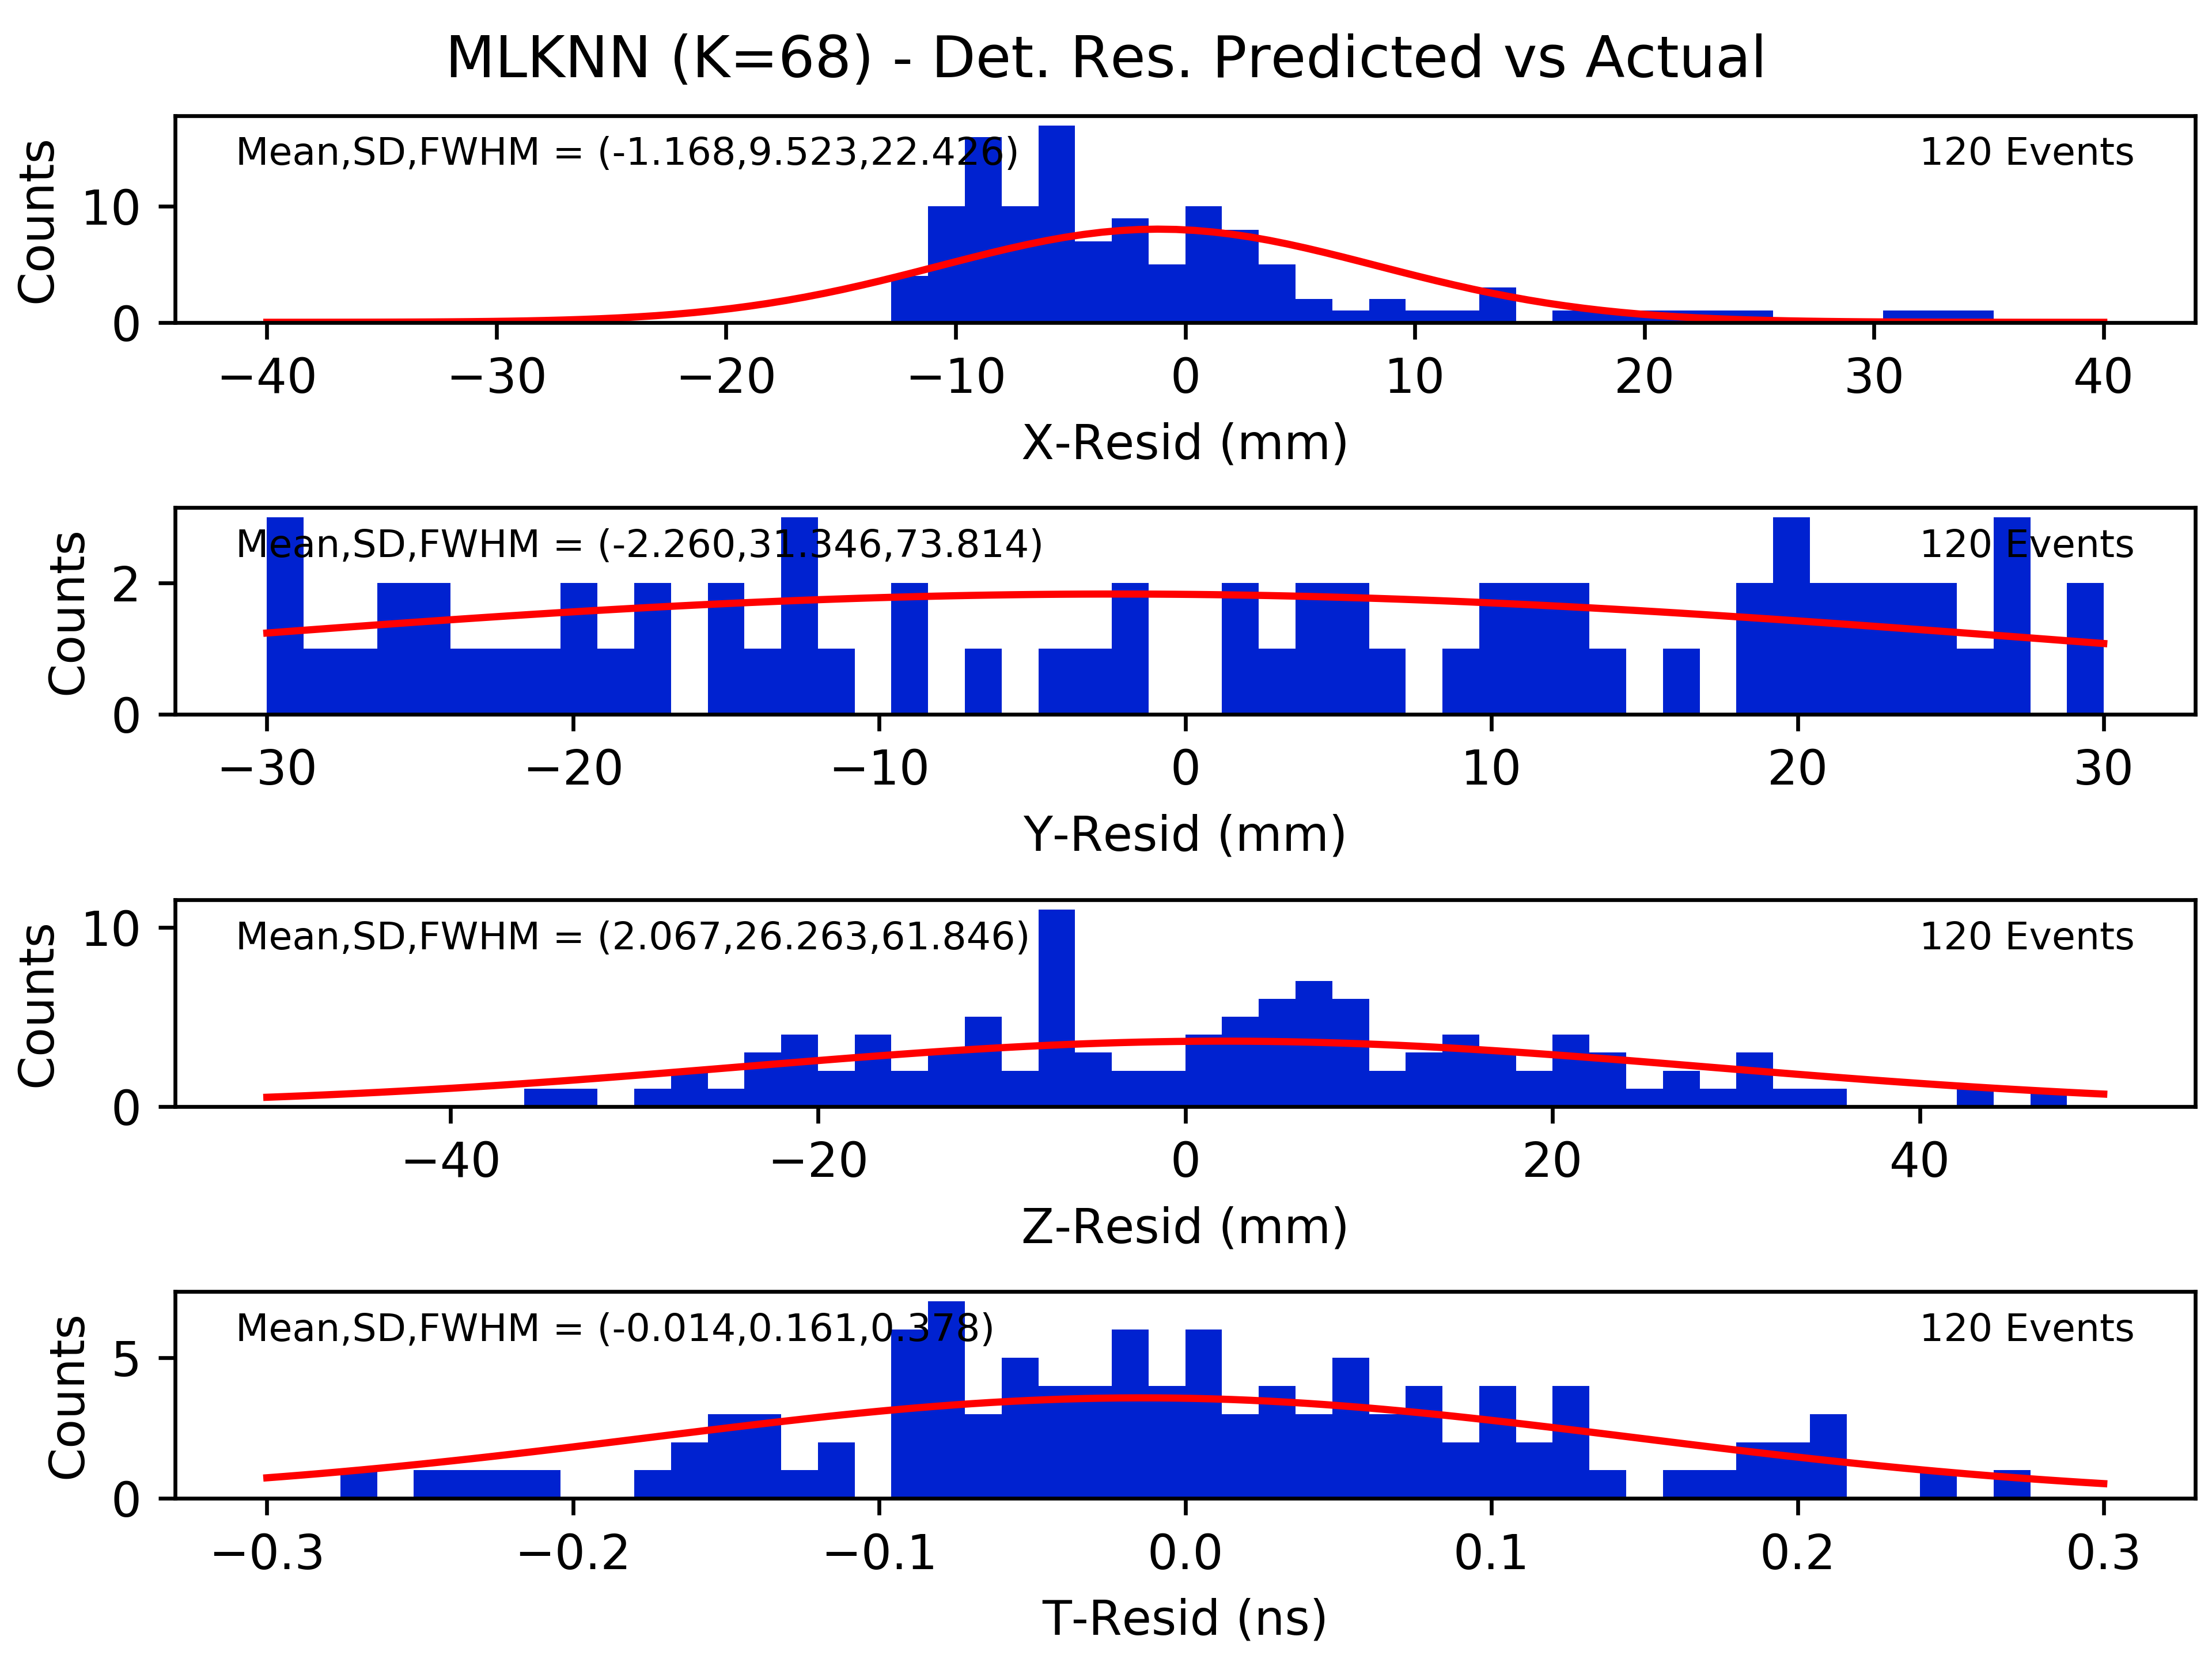 MLKNN (K=68) - Det. Res. Predicted vs Actual
Mean,SD,FWHM = (-1.168,9.523,22.426)
120 Events
Counts
10
0
−40 −30 −20 −10 0 10 20 30 40
X-Resid (mm)
Mean,SD,FWHM = (-2.260,31.346,73.814)
120 Events
Counts
2
0
−30 −20 −10 0 10 20 30
Y-Resid (mm)
Mean,SD,FWHM = (2.067,26.263,61.846)
120 Events
Counts
10
0
−40 −20 0 20 40
Z-Resid (mm)
Mean,SD,FWHM = (-0.014,0.161,0.378)
120 Events
Counts
5
0
−0.3 −0.2 −0.1 0.0 0.1 0.2 0.3
T-Resid (ns)